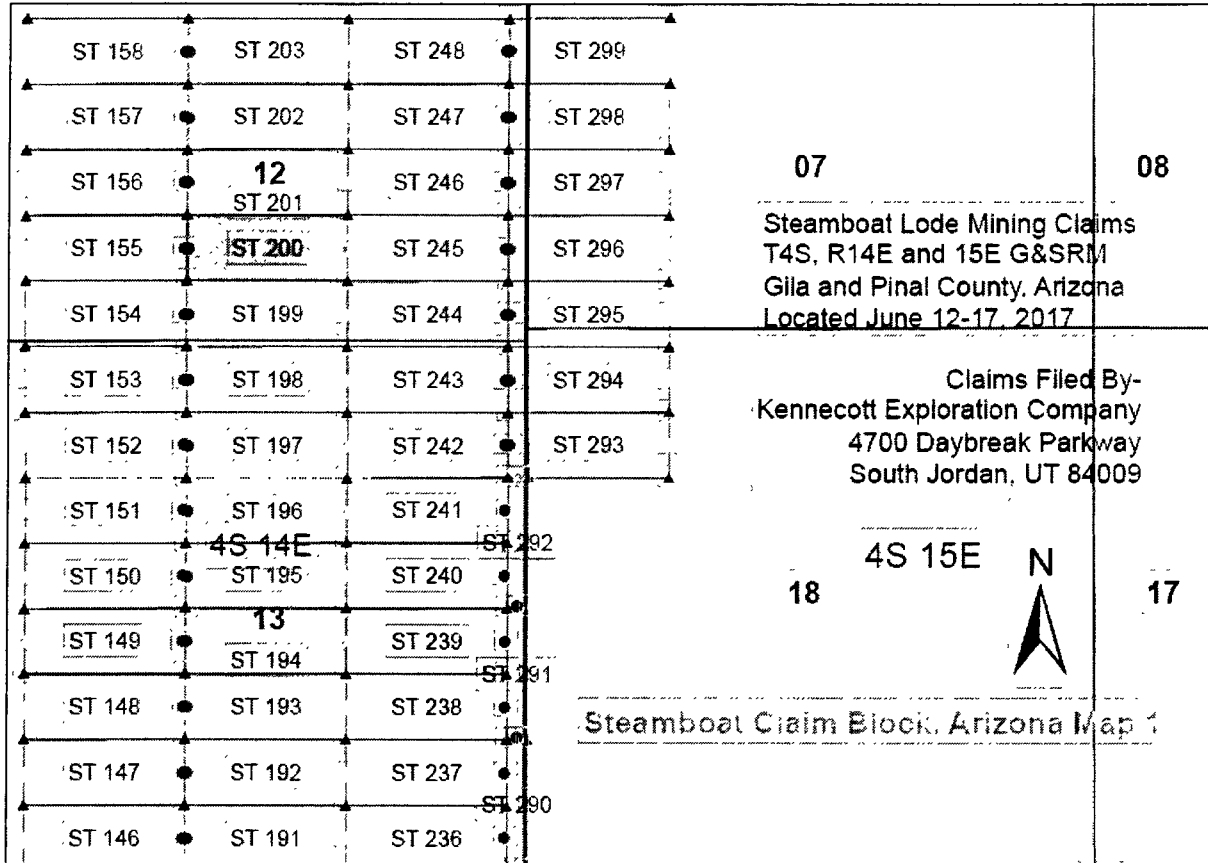 ST 158 ST 203 ST 248 ST 299
ST 157 ST 202 ST 247 ST 298
ST 156 12 ST 246 ST 297
ST 201
07 08
ST 155 ST 200 ST 245 ST 296
ST 154 ST 199 ST 244 ST 295
Steamboat Lode Mining Claims
T4S, R14E and 15E G&SRM
Gila and Pinal County, Arizona
Located June 12-17, 2017
ST 153 ST 198 ST 243 ST 294
ST 152 ST 197 ST 242 ST 293
Claims Filed By-
Kennecott Exploration Company
4700 Daybreak Parkway
South Jordan, UT 84009
ST 151 ST 196 ST 241
4S 14E ST 292
4S 15E N
ST 150 ST 195 ST 240
18 17
13
ST 149 ST 194 ST 239
ST 291
ST 148 ST 193 ST 238
Steamboat Claim Block, Arizona Map 1
ST 147 ST 192 ST 237
ST 290
ST 146 ST 191 ST 236